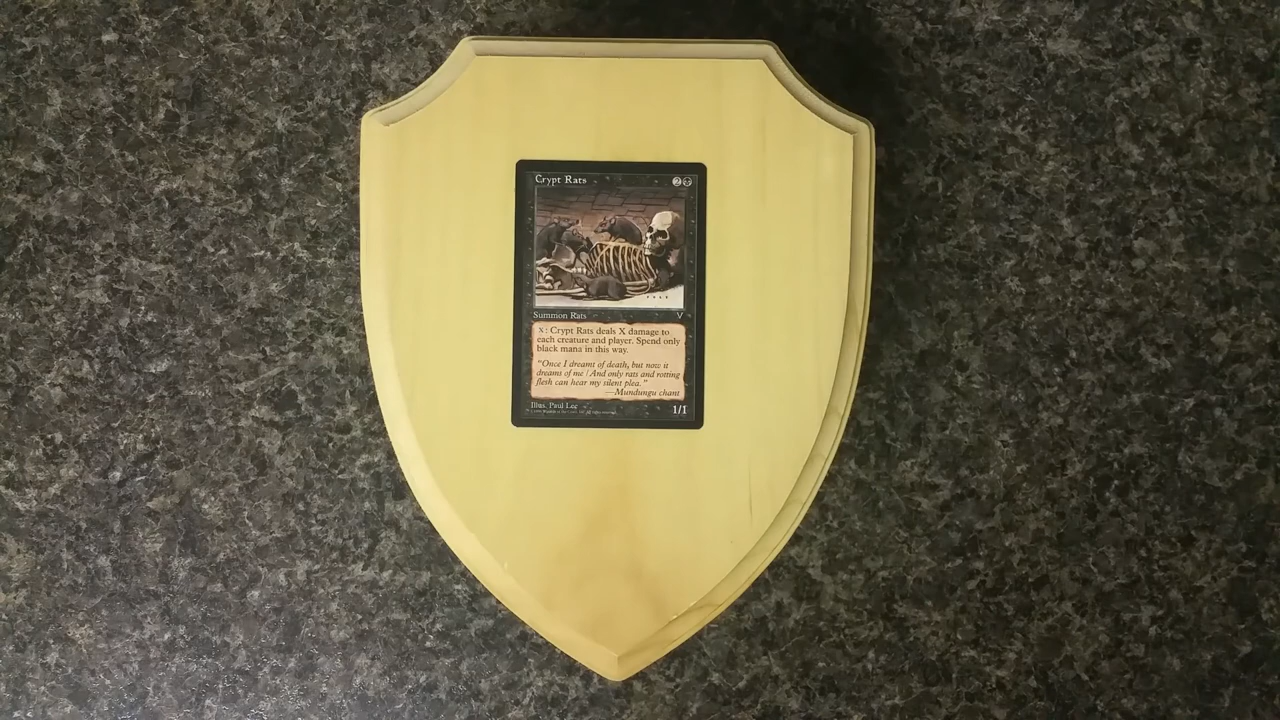 Crypt Rats 2
Summon Rats
X: Crypt Rats deals X damage to
each creature and player. Spend only
black mana in this way.
"Once I dreamt of death, but now it
dreams of me / And only rats and rotting
flesh can hear my silent plea."
—Mundungu chant
Illus. Paul Lee
1/1